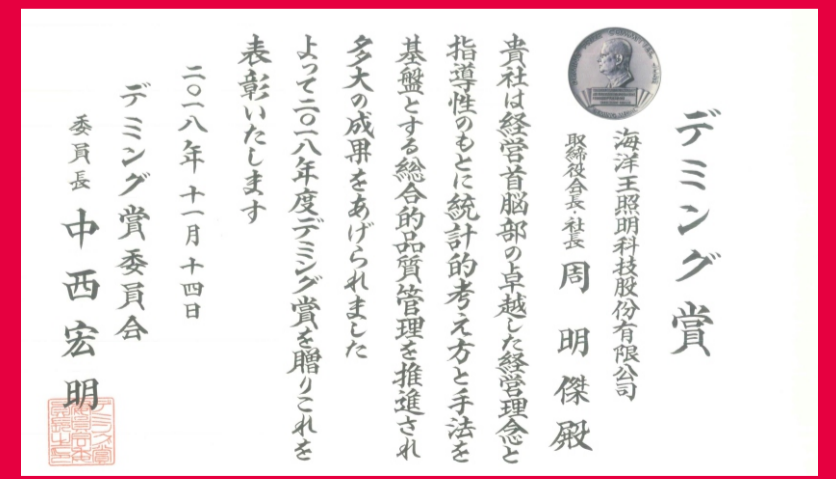 デミング賞
海洋王照明科技股份有限公司
取締役会長・社長 周明傑殿
貴社は経営首脳部の卓越した経営理念と
指導性のもとに統計的考え方と手法を
基盤とする総合的品質管理を推進され
多大の成果をあげられました
よって二〇一八年度デミング賞を贈りこれを
表彰いたします
二〇一八年十一月十四日
デミング賞委員会
委員長 中西宏明